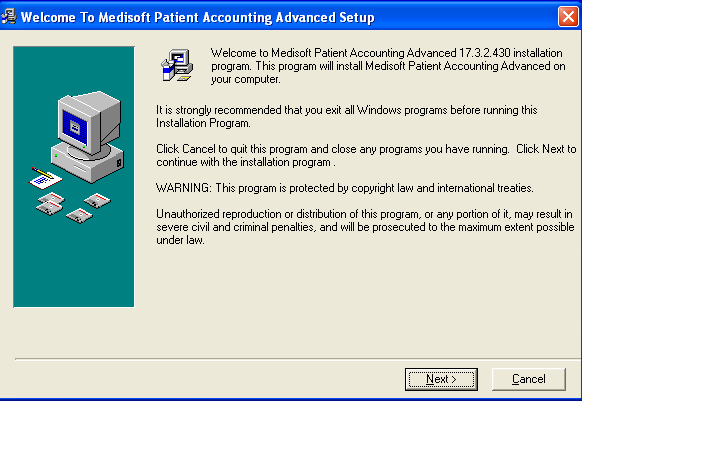 Welcome To Medisoft Patient Accounting Advanced Setup
Welcome to Medisoft Patient Accounting Advanced 17.3.2.430 installation
program. This program will install Medisoft Patient Accounting Advanced on
your computer.
It is strongly recommended that you exit all Windows programs before running this
Installation Program.
Click Cancel to quit this program and close any programs you have running. Click Next to
continue with the installation program .
WARNING: This program is protected by copyright law and international treaties.
Unauthorized reproduction or distribution of this program, or any portion of it, may result in
severe civil and criminal penalties, and will be prosecuted to the maximum extent possible
under law.
Next > Cancel